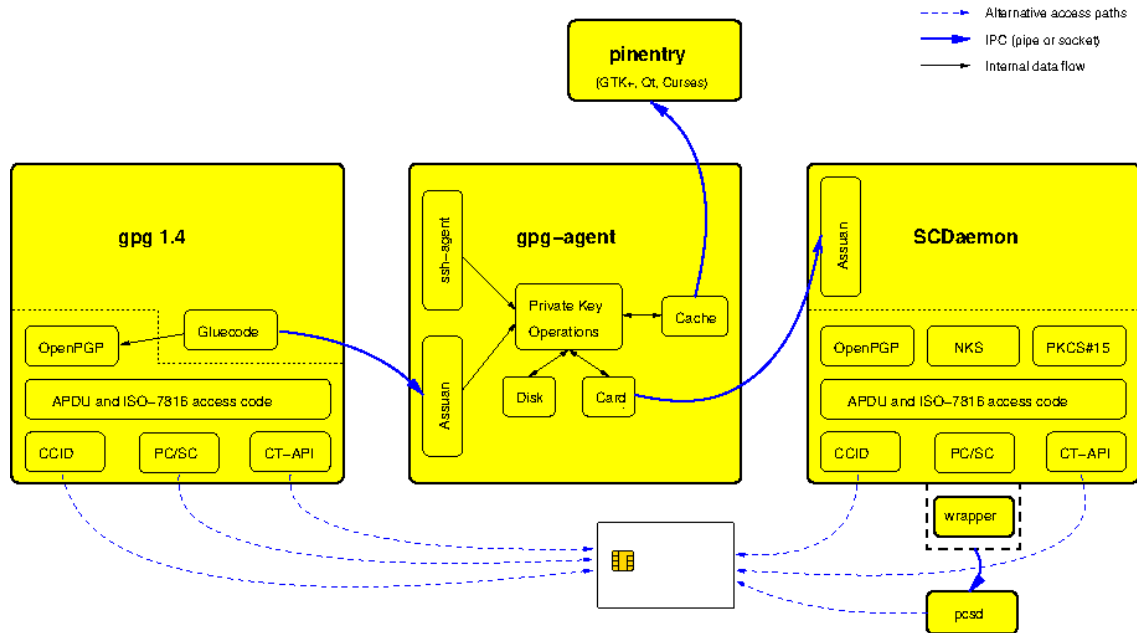 Alternative access paths
IPC (pipe or socket)
Internal data flow
pinentry
(GTK+, Qt, Curses)
gpg 1.4
Gluecode
OpenPGP
APDU and ISO-7816 access code
CCID
PC/SC
CT-API
gpg-agent
ssh-agent
Private Key
Operations
Cache
Assuan
Disk
Card
SCDaemon
Assuan
OpenPGP
NKS
PKCS#15
APDU and ISO-7816 access code
CCID
PC/SC
CT-API
wrapper
pcsd